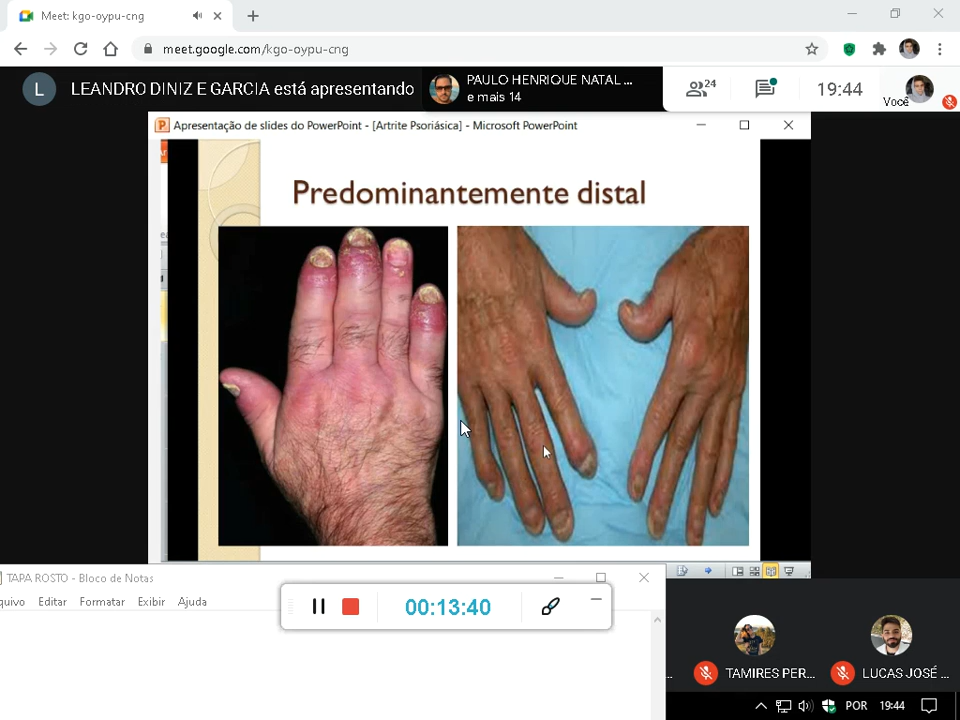 Meet: kgo-oypu-cng
meet.google.com/kgo-oypu-cng
L
LEANDRO DINIZ E GARCIA está apresentando
PAULO HENRIQUE NATAL ...
e mais 14
24
19:44
Você
Apresentação de slides do PowerPoint - [Artrite Psoriásica] - Microsoft PowerPoint
Predominantemente distal
TAPA ROSTO - Bloco de Notas
quivo Editar Formatar Exibir Ajuda
00:13:40
... TAMIRES PER... LUCAS JOSÉ ...
POR 19:44